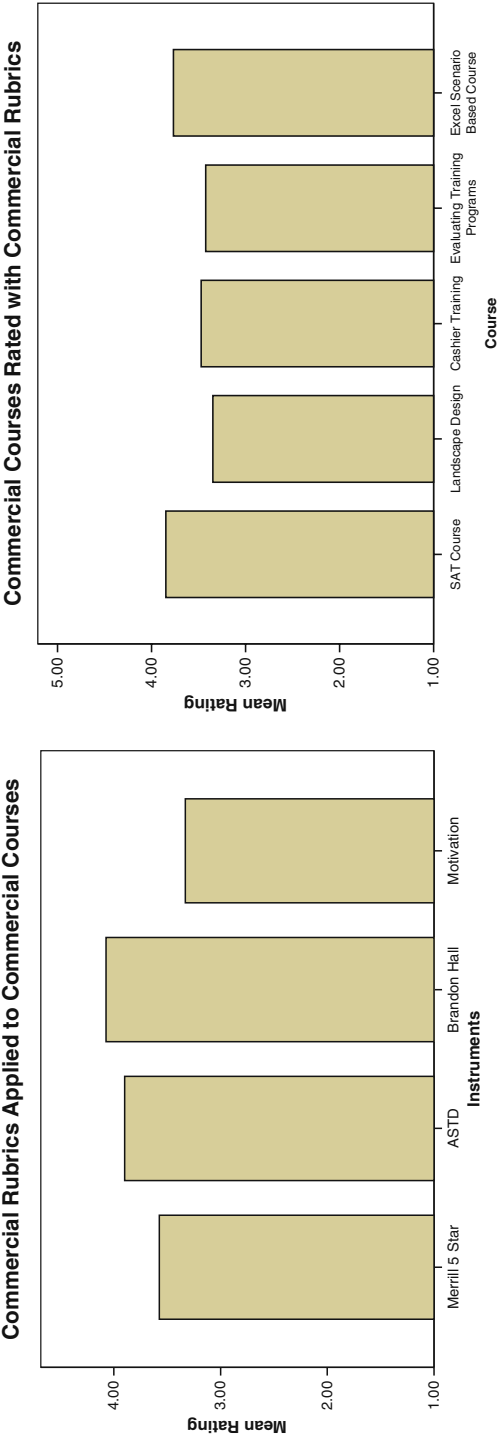 Commercial Rubrics Applied to Commercial Courses
4.00
3.00
2.00
1.00
Mean Rating
Merrill 5 Star
ASTD
Brandon Hall
Motivation
Instruments
Commercial Courses Rated with Commercial Rubrics
5.00
4.00
3.00
2.00
1.00
Mean Rating
SAT Course
Landscape Design
Cashier Training
Evaluating Training
Programs
Excel Scenario
Based Course
Course